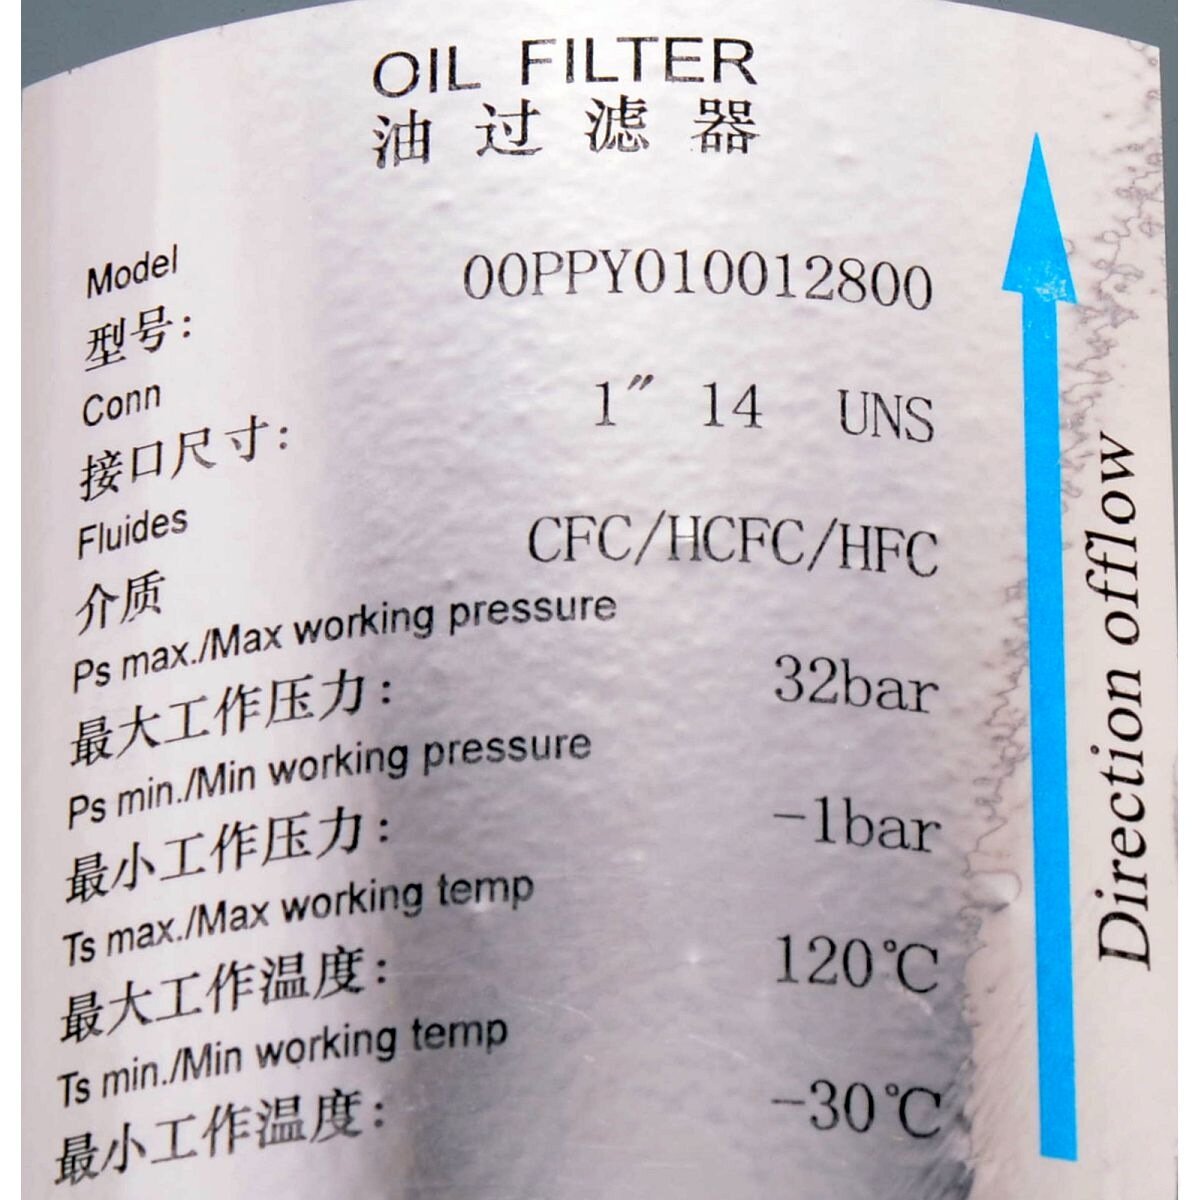 OIL FILTER
油过滤器
Model
00PPY010012800
型号:
Conn
1″ 14 UNS
接口尺寸:
Fluides
CFC/HCFC/HFC
介质
Ps max./Max working pressure
32bar
最大工作压力:
Ps min./Min working pressure
-1bar
最小工作压力:
Ts max./Max working temp
120℃
最大工作温度:
Ts min./Min working temp
-30℃
最小工作温度:
Direction offlow